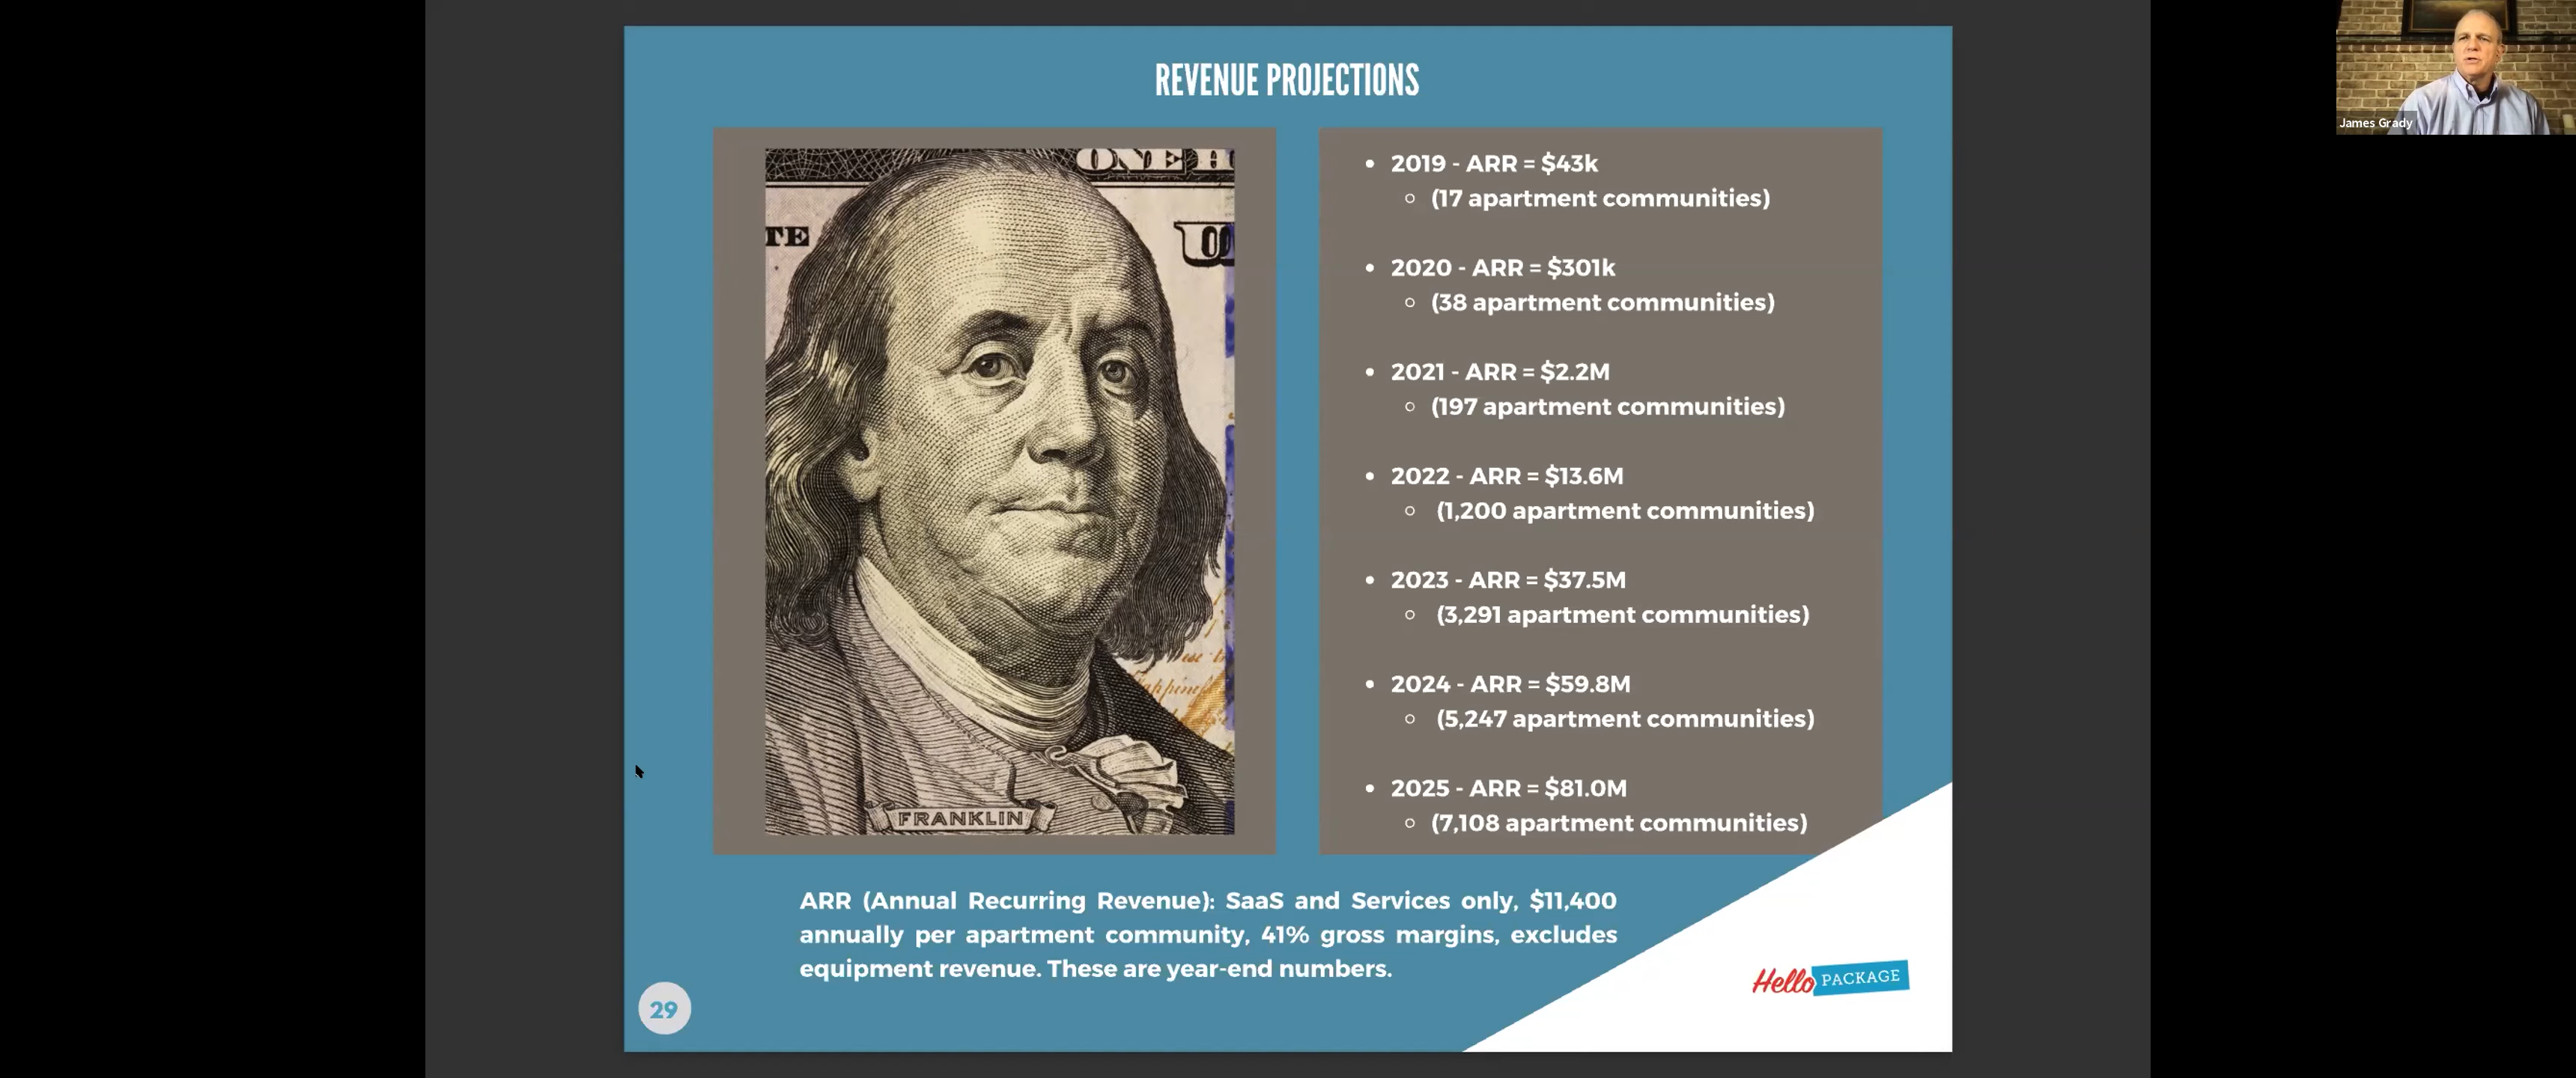 REVENUE PROJECTIONS
ONE H
TE
U
FRANKLIN
• 2019 - ARR = $43k
○ (17 apartment communities)
• 2020 - ARR = $301k
○ (38 apartment communities)
• 2021 - ARR = $2.2M
○ (197 apartment communities)
• 2022 - ARR = $13.6M
○ (1,200 apartment communities)
• 2023 - ARR = $37.5M
○ (3,291 apartment communities)
• 2024 - ARR = $59.8M
○ (5,247 apartment communities)
• 2025 - ARR = $81.0M
○ (7,108 apartment communities)
ARR (Annual Recurring Revenue): SaaS and Services only, $11,400
annually per apartment community, 41% gross margins, excludes
equipment revenue. These are year-end numbers.
29
Hello PACKAGE
James Grady